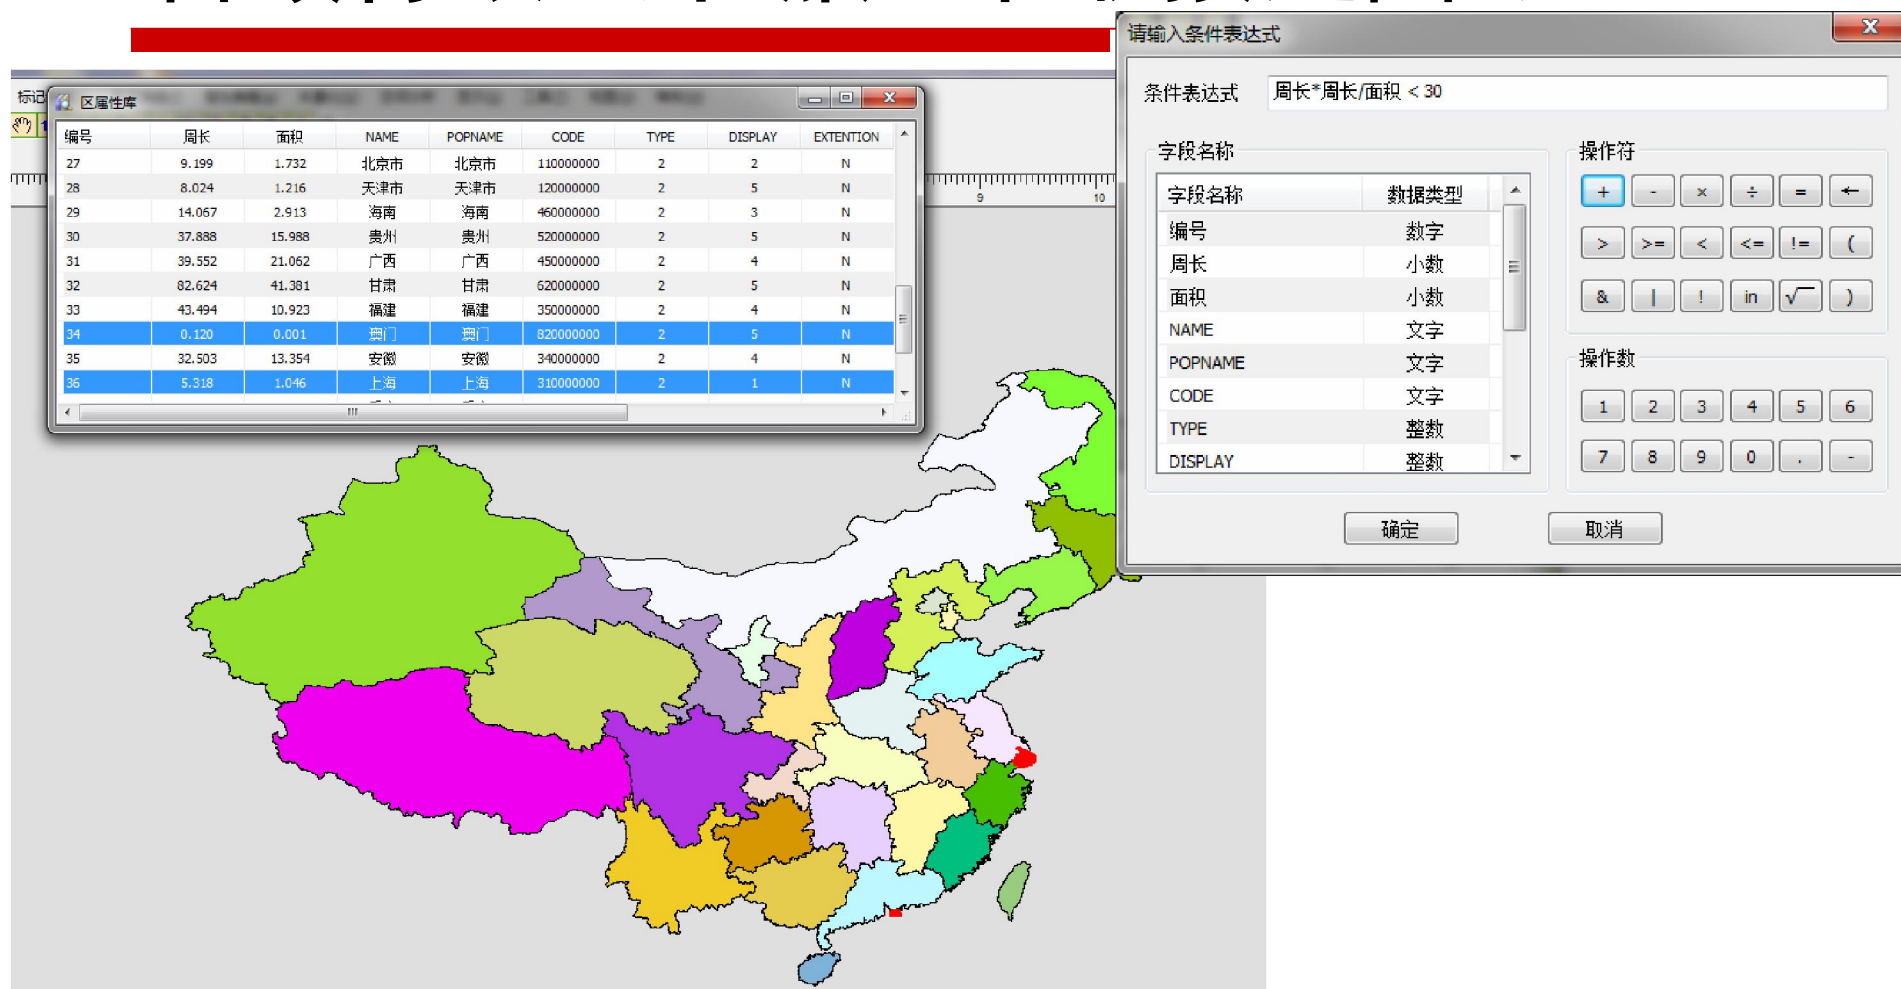 请输入条件表达式
条件表达式 周长*周长/面积 < 30
标记
区属性库
编号 周长 面积 NAME POPNAME CODE TYPE DISPLAY EXTENTION
27 9.199 1.732 北京市 北京市 110000000 2 2 N
28 8.024 1.216 天津市 天津市 120000000 2 5 N
29 14.067 2.913 海南 海南 460000000 2 3 N
30 37.888 15.988 贵州 贵州 520000000 2 5 N
31 39.552 21.062 广西 广西 450000000 2 4 N
32 82.624 41.381 甘肃 甘肃 620000000 2 5 N
33 43.494 10.923 福建 福建 350000000 2 4 N
34 0.120 0.001 澳门 澳门 820000000 2 5 N
35 32.503 13.354 安徽 安徽 340000000 2 4 N
36 5.318 1.046 上海 上海 310000000 2 1 N
9 10
字段名称
字段名称 数据类型
编号 数字
周长 小数
面积 小数
NAME 文字
POPNAME 文字
CODE 文字
TYPE 整数
DISPLAY 整数
操作符
+ - × ÷ = ←
> >= < <= != (
& | ! in √ )
操作数
1 2 3 4 5 6
7 8 9 0 . -
确定 取消